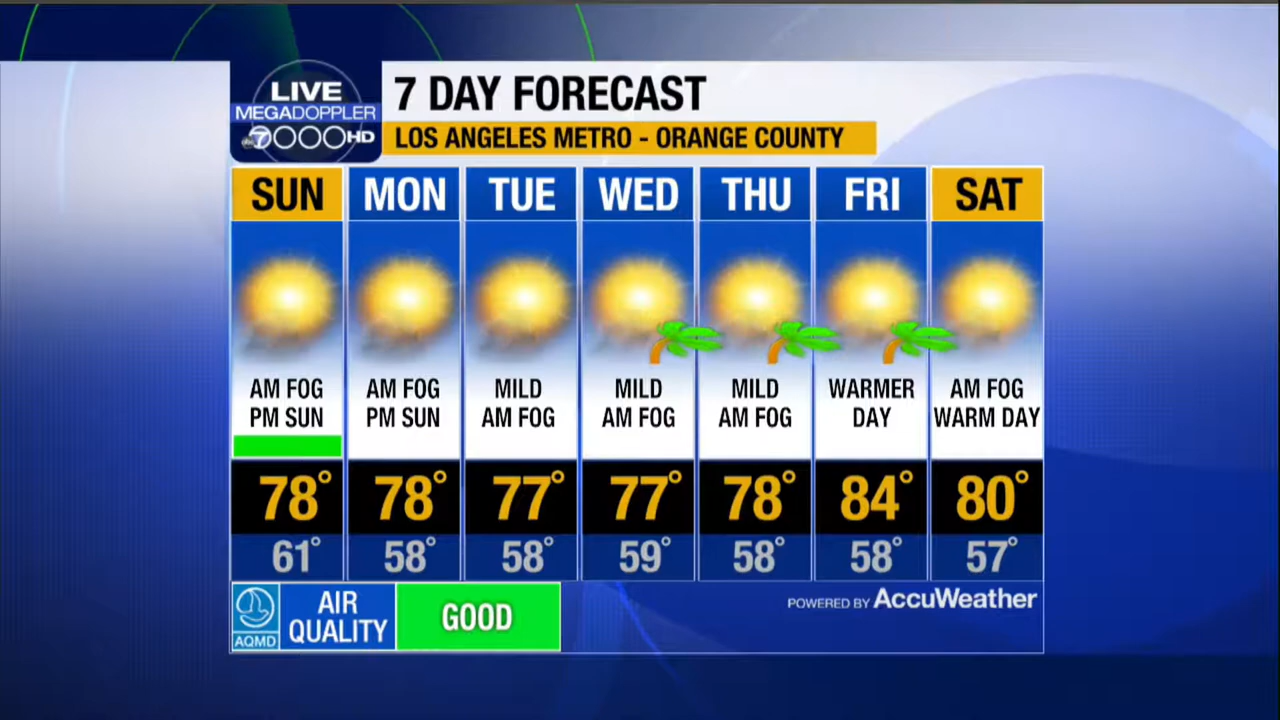 LIVE
MEGADOPPLER
abc 7000HD
7 DAY FORECAST
LOS ANGELES METRO - ORANGE COUNTY
SUN MON TUE WED THU FRI SAT
AM FOG AM FOG MILD MILD MILD WARMER AM FOG
PM SUN PM SUN AM FOG AM FOG AM FOG DAY WARM DAY
78° 78° 77° 77° 78° 84° 80°
61° 58° 58° 59° 58° 58° 57°
AQMD
AIR
QUALITY
GOOD
POWERED BY AccuWeather